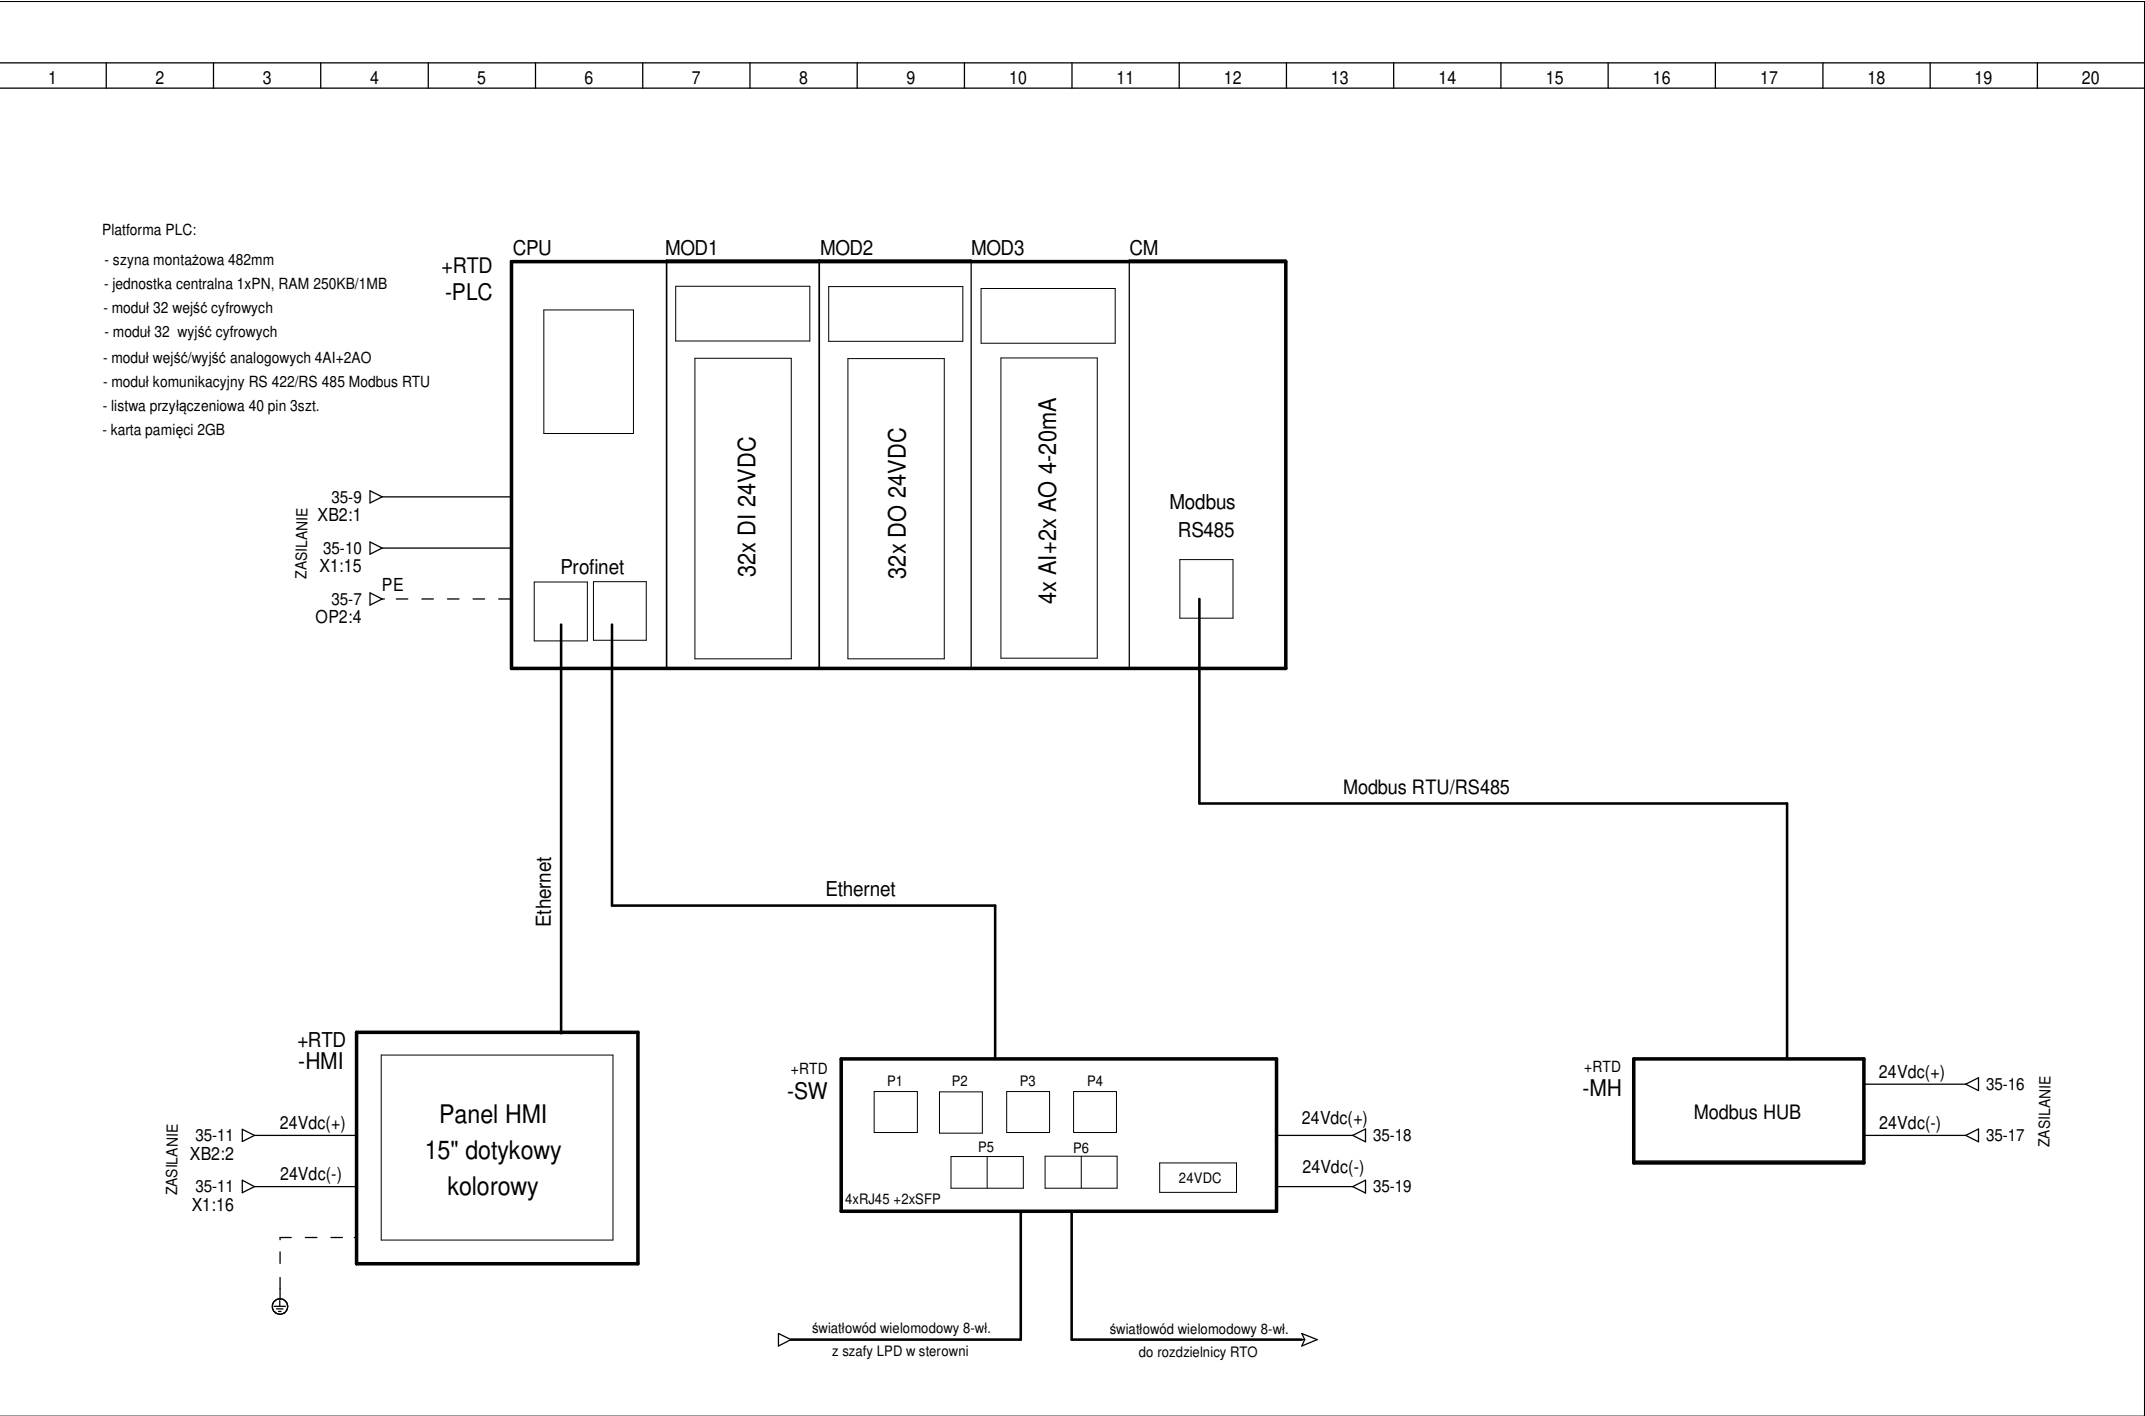 1 2 3 4 5 6 7 8 9 10 11 12 13 14 15 16 17 18 19 20
Platforma PLC:
- szyna montażowa 482mm
- jednostka centralna 1xPN, RAM 250KB/1MB
- moduł 32 wejść cyfrowych
- moduł 32 wyjść cyfrowych
- moduł wejść/wyjść analogowych 4AI+2AO
- moduł komunikacyjny RS 422/RS 485 Modbus RTU
- listwa przyłączeniowa 40 pin 3szt.
- karta pamięci 2GB
+RTD
-PLC
CPU
MOD1
MOD2
MOD3
CM
32x DI 24VDC
32x DO 24VDC
4x AI+2x AO 4-20mA
Modbus
RS485
Profinet
ZASILANIE
35-9
XB2:1
35-10
X1:15
35-7
OP2:4
PE
Modbus RTU/RS485
Ethernet
Ethernet
+RTD
-HMI
Panel HMI
15" dotykowy
kolorowy
ZASILANIE
35-11
XB2:2
24Vdc(+)
35-11
X1:16
24Vdc(-)
+RTD
-SW
P1
P2
P3
P4
P5
P6
24VDC
4xRJ45 +2xSFP
24Vdc(+)
35-18
24Vdc(-)
35-19
+RTD
-MH
Modbus HUB
24Vdc(+)
35-16
24Vdc(-)
35-17
ZASILANIE
światłowód wielomodowy 8-wł.
z szafy LPD w sterowni
światłowód wielomodowy 8-wł.
do rozdzielnicy RTO